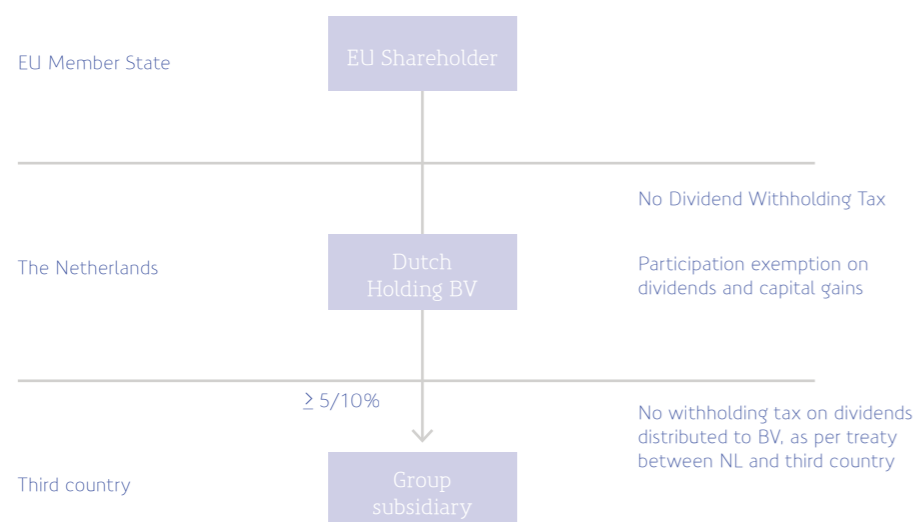 EU Member State
EU Shareholder
No Dividend Withholding Tax
The Netherlands
Dutch
Holding BV
Participation exemption on
dividends and capital gains
≥ 5/10%
No withholding tax on dividends
distributed to BV, as per treaty
between NL and third country
Third country
Group
subsidiary